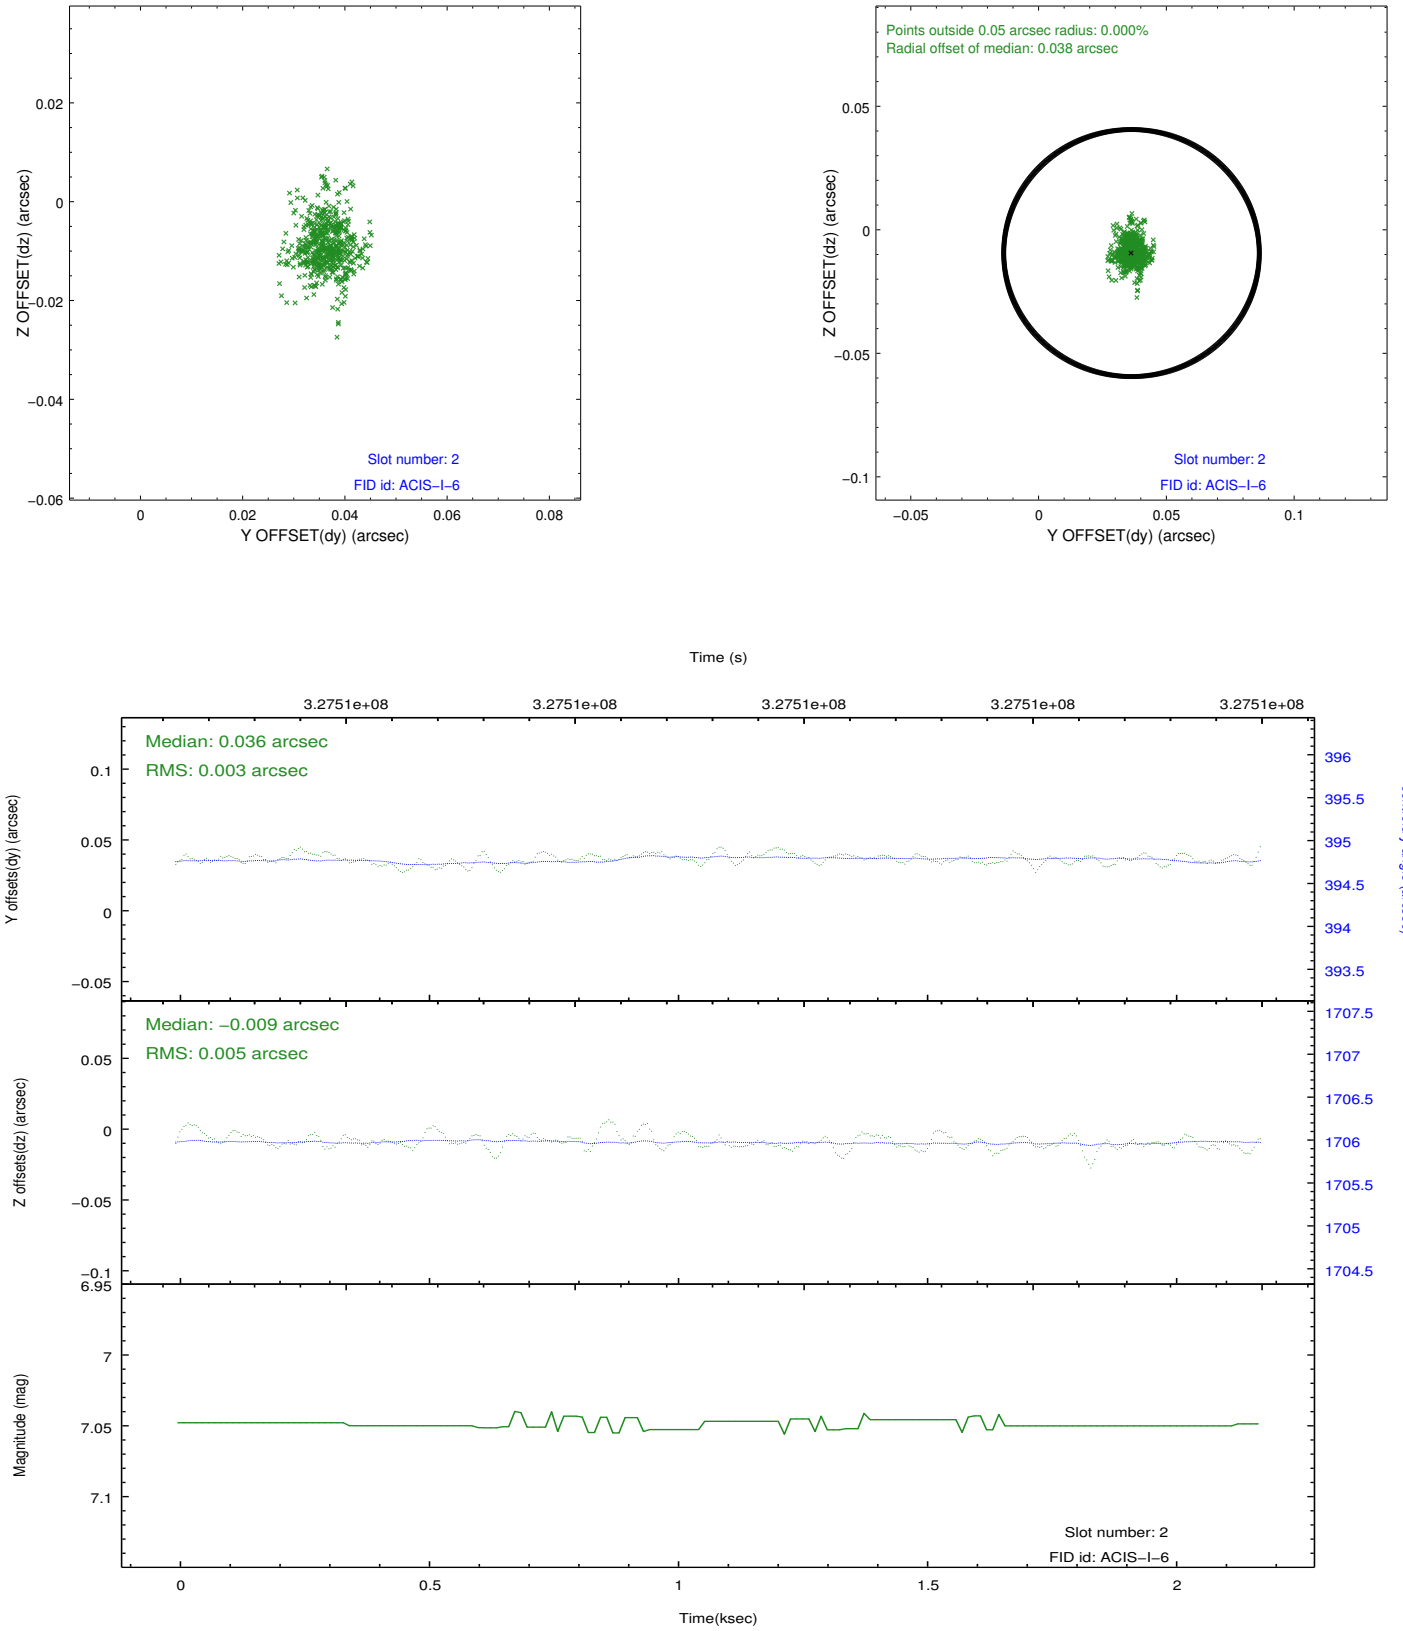 0.02
0
−0.02
−0.04
−0.06
Z OFFSET(dz) (arcsec)
Slot number: 2
FID id: ACIS−I−6
0 0.02 0.04 0.06 0.08
Y OFFSET(dy) (arcsec)
Points outside 0.05 arcsec radius: 0.000%
Radial offset of median: 0.038 arcsec
0.05
0
−0.05
−0.1
Z OFFSET(dz) (arcsec)
Slot number: 2
FID id: ACIS−I−6
−0.05 0 0.05 0.1
Y OFFSET(dy) (arcsec)
Time (s)
3.2751e+08 3.2751e+08 3.2751e+08 3.2751e+08 3.2751e+08
Median: 0.036 arcsec
RMS: 0.003 arcsec
0.1
0.05
0
−0.05
Y offsets(dy) (arcsec)
396
395.5
395
394.5
394
393.5
Median: −0.009 arcsec
RMS: 0.005 arcsec
0.05
0
−0.05
−0.1
Z offsets(dz) (arcsec)
1707.5
1707
1706.5
1706
1705.5
1705
1704.5
6.95
7
7.05
7.1
Magnitude (mag)
Slot number: 2
FID id: ACIS−I−6
0 0.5 1 1.5 2
Time(ksec)